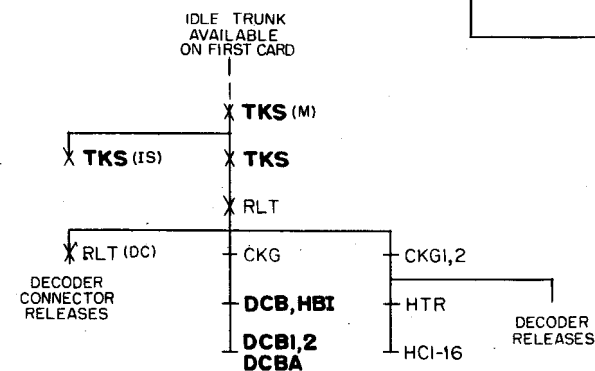 IDLE TRUNK
AVAILABLE
ON FIRST CARD
TKS (M)
TKS (IS)
TKS
RLT
RLT (DC)
CKG
CKG1,2
DECODER
CONNECTOR
RELEASES
DCB, HB1
HTR
DECODER
RELEASES
DCB1,2
DCBA
HC1-16